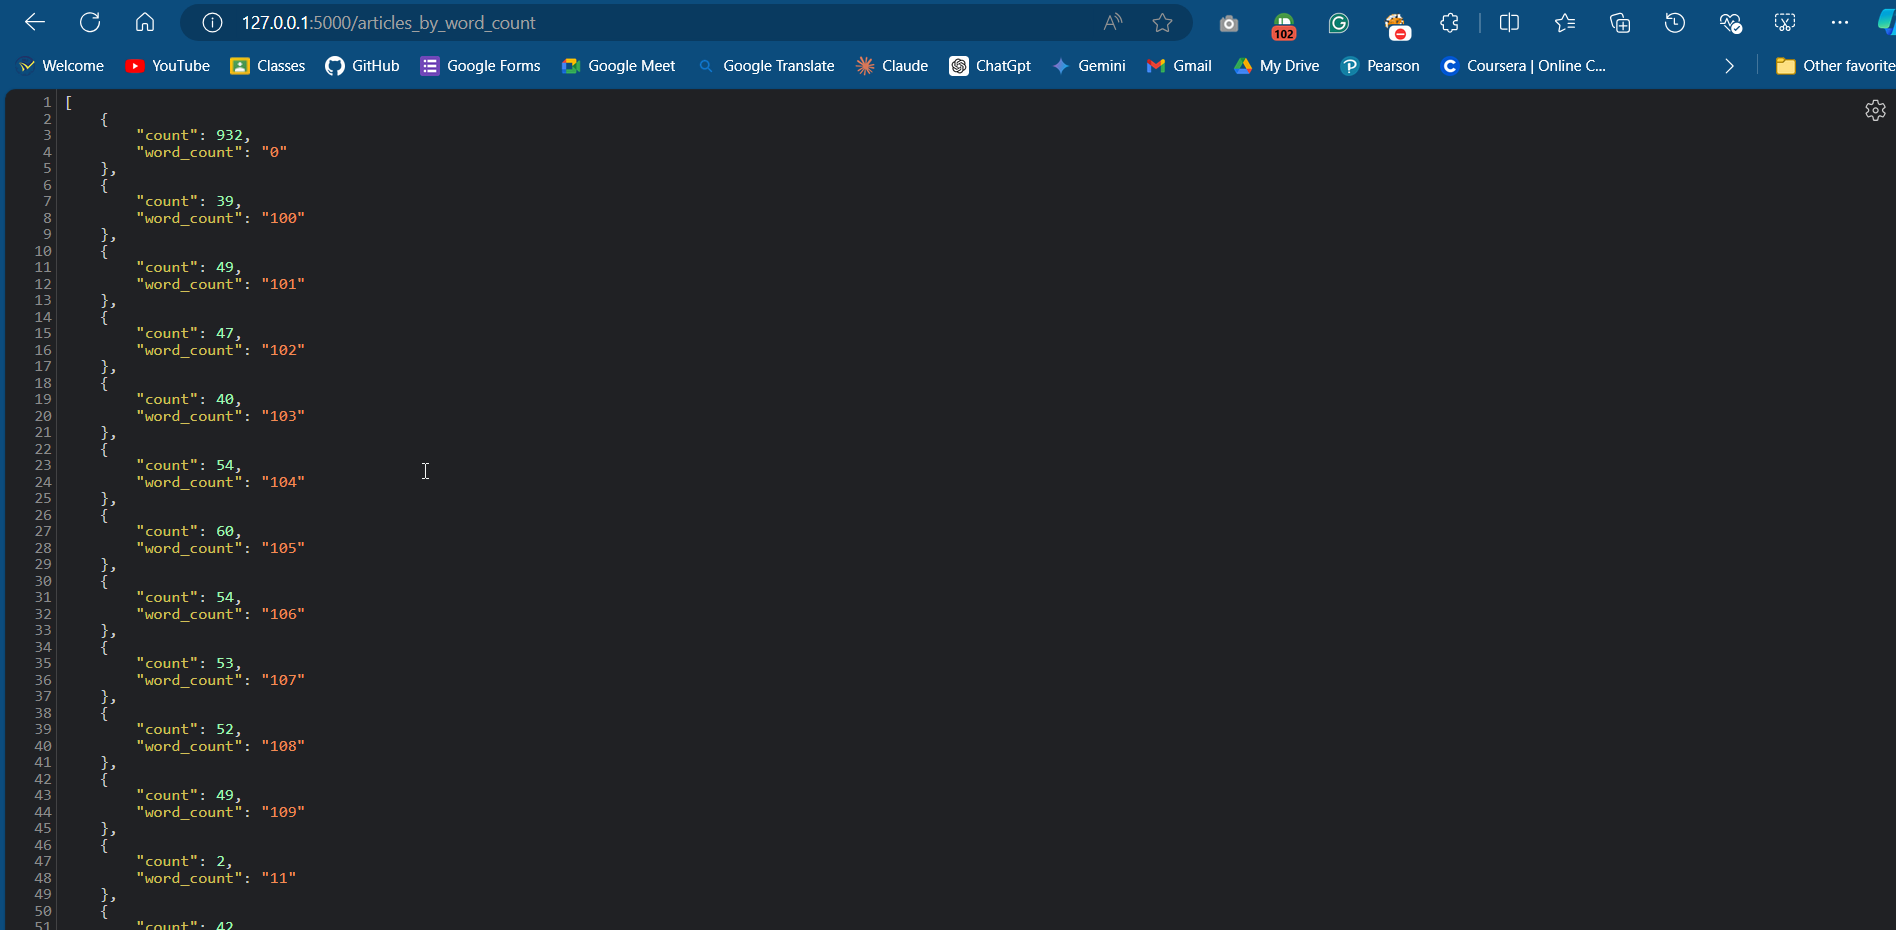 127.0.0.1:5000/articles_by_word_count
102
Welcome YouTube Classes GitHub Google Forms Google Meet Google Translate Claude ChatGpt Gemini Gmail My Drive Pearson Coursera | Online C... Other favorite
1 [
2 {
3 "count": 932,
4 "word_count": "0"
5 },
6 {
7 "count": 39,
8 "word_count": "100"
9 },
10 {
11 "count": 49,
12 "word_count": "101"
13 },
14 {
15 "count": 47,
16 "word_count": "102"
17 },
18 {
19 "count": 40,
20 "word_count": "103"
21 },
22 {
23 "count": 54,
24 "word_count": "104"
25 },
26 {
27 "count": 60,
28 "word_count": "105"
29 },
30 {
31 "count": 54,
32 "word_count": "106"
33 },
34 {
35 "count": 53,
36 "word_count": "107"
37 },
38 {
39 "count": 52,
40 "word_count": "108"
41 },
42 {
43 "count": 49,
44 "word_count": "109"
45 },
46 {
47 "count": 2,
48 "word_count": "11"
49 },
50 {
51 "count": 42